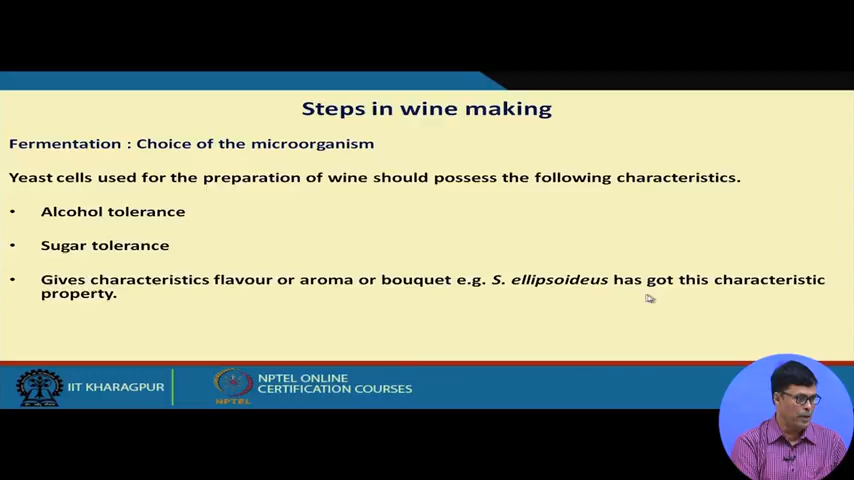 Steps in wine making
Fermentation : Choice of the microorganism
Yeast cells used for the preparation of wine should possess the following characteristics.
• Alcohol tolerance
• Sugar tolerance
• Gives characteristics flavour or aroma or bouquet e.g. S. ellipsoideus has got this characteristic
property.
IIT KHARAGPUR
NPTEL
NPTEL ONLINE
CERTIFICATION COURSES